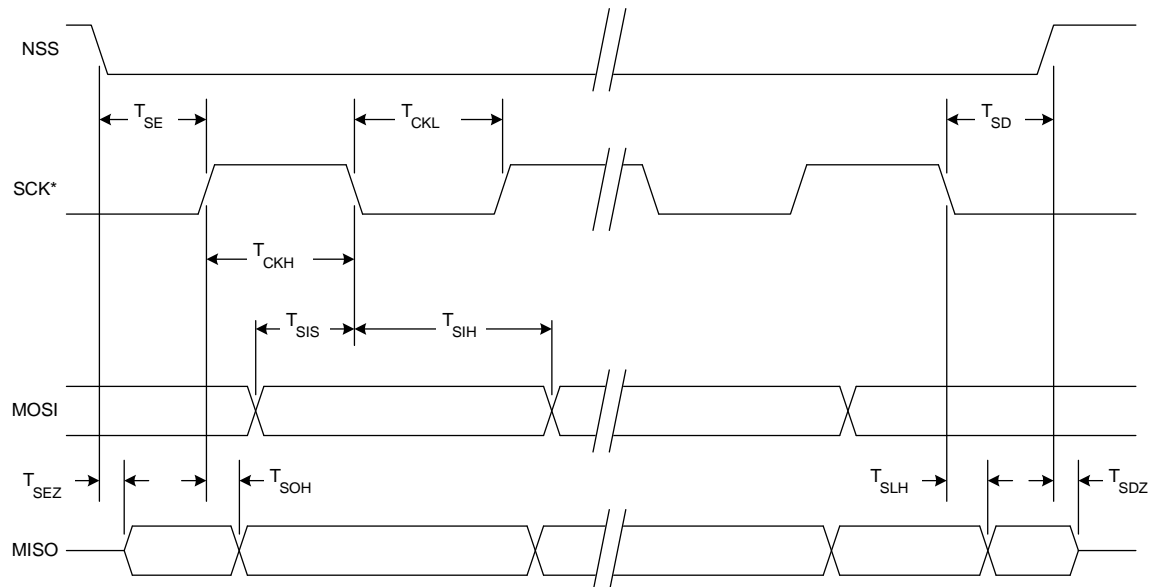 NSS
T_SE
T_CKL
T_SD
SCK*
T_CKH
T_SIS
T_SIH
MOSI
T_SEZ
T_SOH
T_SLH
T_SDZ
MISO